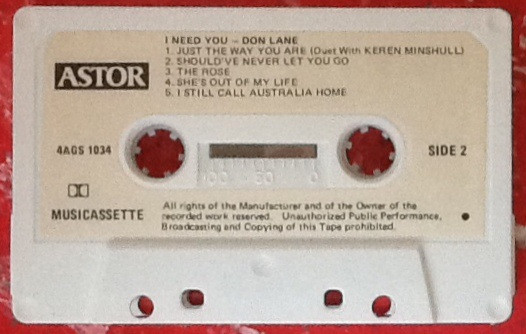 I NEED YOU - DON LANE
1. JUST THE WAY YOU ARE (Duet With KEREN MINSHULL)
2. SHOULD'VE NEVER LET YOU GO
3. THE ROSE
4. SHE'S OUT OF MY LIFE
5. I STILL CALL AUSTRALIA HOME
ASTOR
4AGS 1034
SIDE 2
100 50 0
MUSICASSETTE
All rights of the Manufacturer and of the Owner of the
recorded work reserved. Unauthorized Public Performance,
Broadcasting and Copying of this Tape prohibited.